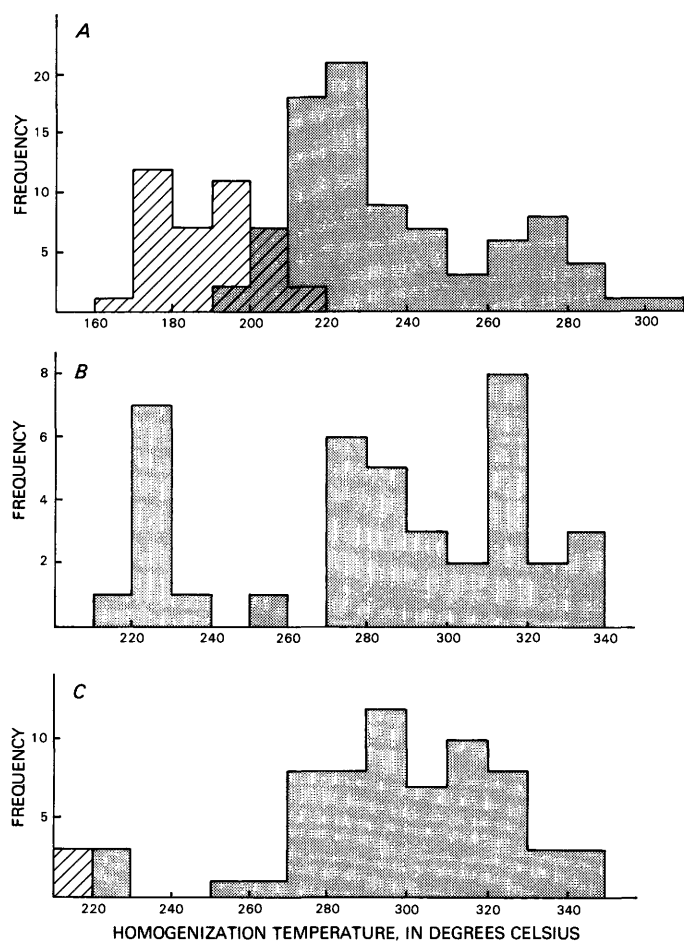 A
FREQUENCY
20
15
10
5
160 180 200 220 240 260 280 300
B
FREQUENCY
8
6
4
2
220 240 260 280 300 320 340
C
FREQUENCY
10
5
220 240 260 280 300 320 340
HOMOGENIZATION TEMPERATURE, IN DEGREES CELSIUS